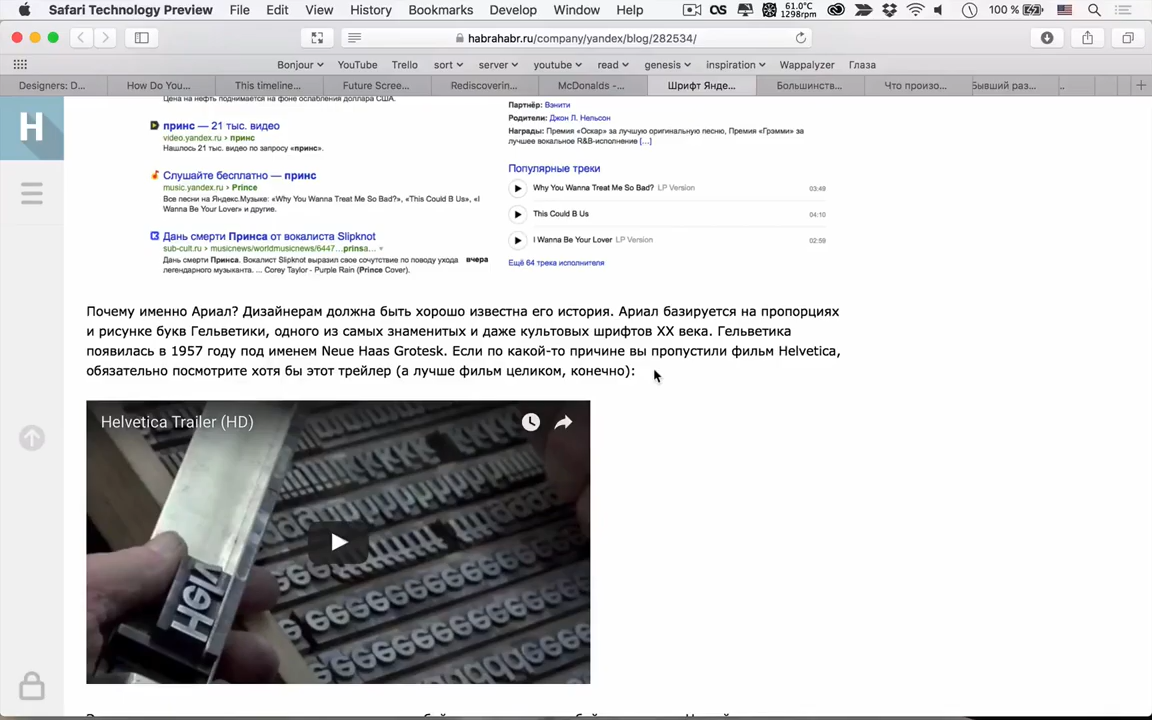 Safari Technology Preview File Edit View History Bookmarks Develop Window Help 61.0°C 1298rpm 100 %
habrahabr.ru/company/yandex/blog/282534/
Bonjour YouTube Trello sort server youtube read genesis inspiration Wappalyzer Глаза
Designers: D... How Do You... This timeline... Future Scree... Rediscoverin... McDonalds -... Шрифт Янде... Большинств... Что произо... Бывший раз...
H
Цена на нефть поднимается на фоне ослабления доллара США.
принс — 21 тыс. видео
video.yandex.ru › принс
Нашлось 21 тыс. видео по запросу «принс».
Слушайте бесплатно — принс
music.yandex.ru › Prince
Все песни на Яндекс.Музыке: «Why You Wanna Treat Me So Bad?», «This Could B Us», «I
Wanna Be Your Lover» и другие.
День смерти Принса от вокалиста Slipknot
sub-cult.ru › musicnews/worldmusicnews/6447...prinsa...
День смерти Принса. Вокалист Slipknot выразил свое сочувствие по поводу ухода вчера
легендарного музыканта. ... Corey Taylor - Purple Rain (Prince Cover).
Партнёр: Вэнити
Родители: Джон Л. Нельсон
Награды: Премия «Оскар» за лучшую оригинальную песню, Премия «Грэмми» за
лучшее вокальное R&B-исполнение [...]
Популярные треки
Why You Wanna Treat Me So Bad? LP Version 03:49
This Could B Us 04:10
I Wanna Be Your Lover LP Version 02:59
Ещё 64 трека исполнителя
Почему именно Ариал? Дизайнерам должна быть хорошо известна его история. Ариал базируется на пропорциях
и рисунке букв Гельветики, одного из самых знаменитых и даже культовых шрифтов XX века. Гельветика
появилась в 1957 году под именем Neue Haas Grotesk. Если по какой-то причине вы пропустили фильм Helvetica,
обязательно посмотрите хотя бы этот трейлер (а лучше фильм целиком, конечно):
Helvetica Trailer (HD)